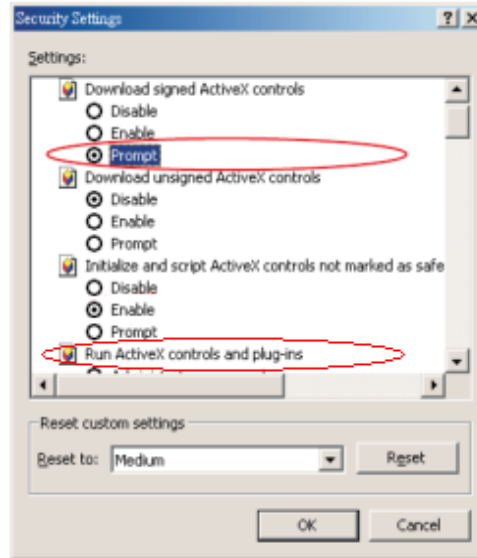 Security Settings
Settings:
Download signed ActiveX controls
Disable
Enable
Prompt
Download unsigned ActiveX controls
Disable
Enable
Prompt
Initialize and script ActiveX controls not marked as safe
Disable
Enable
Prompt
Run ActiveX controls and plug-ins
Reset custom settings
Reset to: Medium Reset
OK Cancel